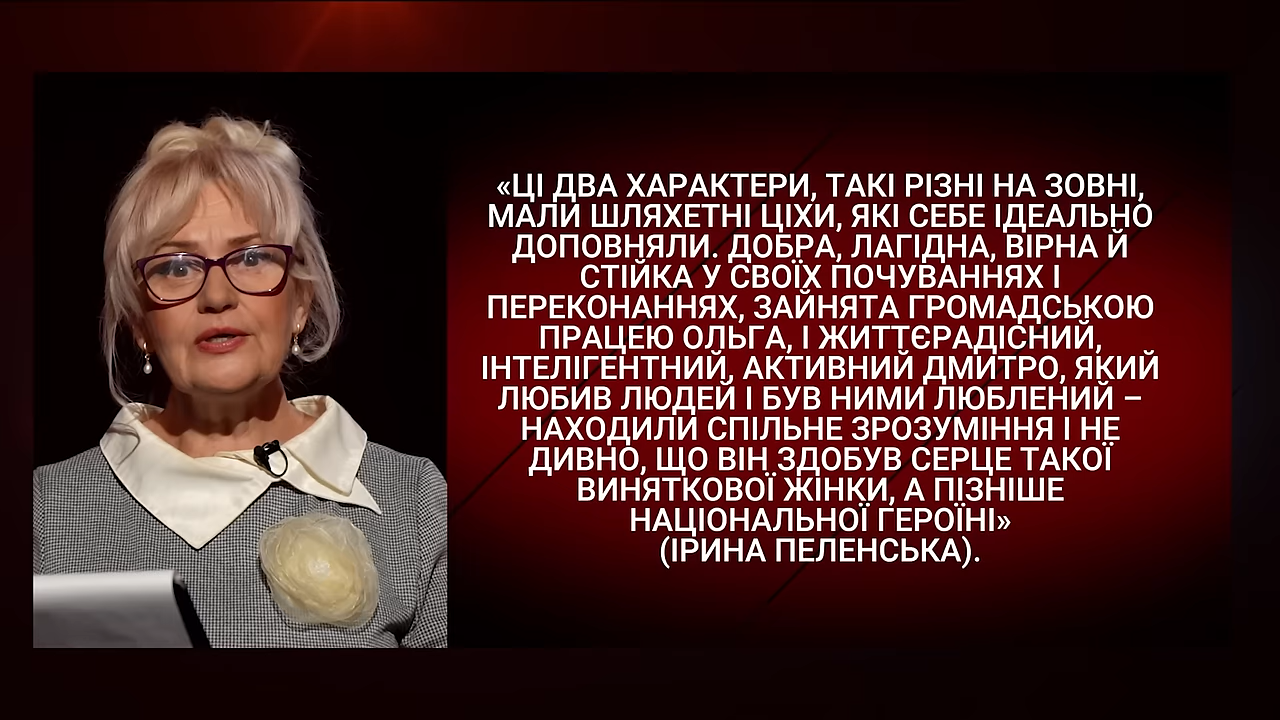 «ЦІ ДВА ХАРАКТЕРИ, ТАКІ РІЗНІ НА ЗОВНІ,
МАЛИ ШЛЯХЕТНІ ЦІХИ, ЯКІ СЕБЕ ІДЕАЛЬНО
ДОПОВНЯЛИ. ДОБРА, ЛАГІДНА, ВІРНА Й
СТІЙКА У СВОЇХ ПОЧУВАННЯХ І
ПЕРЕКОНАННЯХ, ЗАЙНЯТА ГРОМАДСЬКОЮ
ПРАЦЕЮ ОЛЬГА, І ЖИТТЄРАДІСНИЙ,
ІНТЕЛІГЕНТНИЙ, АКТИВНИЙ ДМИТРО, ЯКИЙ
ЛЮБИВ ЛЮДЕЙ І БУВ НИМИ ЛЮБЛЕНИЙ –
НАХОДИЛИ СПІЛЬНЕ ЗРОЗУМІННЯ І НЕ
ДИВНО, ЩО ВІН ЗДОБУВ СЕРЦЕ ТАКОЇ
ВИНЯТКОВОЇ ЖІНКИ, А ПІЗНІШЕ
НАЦІОНАЛЬНОЇ ГЕРОЇНІ»
(ІРИНА ПЕЛЕНСЬКА).